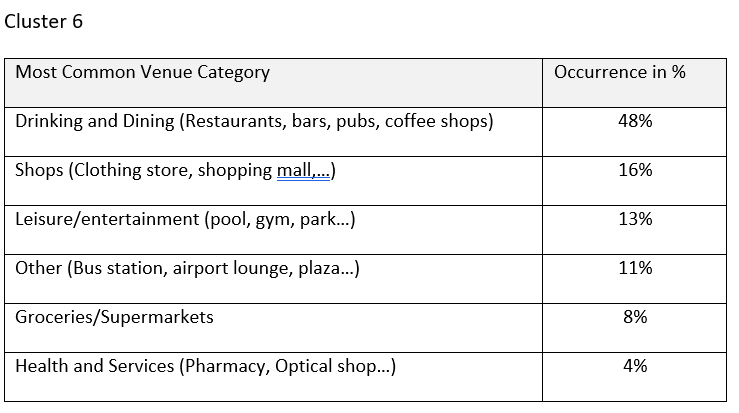 Cluster 6
Most Common Venue Category Occurrence in %
Drinking and Dining (Restaurants, bars, pubs, coffee shops) 48%
Shops (Clothing store, shopping mall,...) 16%
Leisure/entertainment (pool, gym, park...) 13%
Other (Bus station, airport lounge, plaza...) 11%
Groceries/Supermarkets 8%
Health and Services (Pharmacy, Optical shop...) 4%